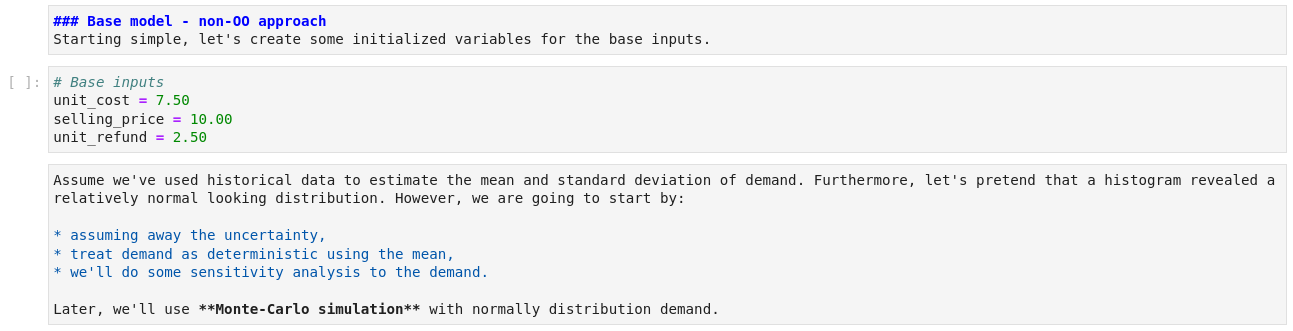 ### Base model - non-OO approach
Starting simple, let's create some initialized variables for the base inputs.
[ ]:
# Base inputs
unit_cost = 7.50
selling_price = 10.00
unit_refund = 2.50
Assume we've used historical data to estimate the mean and standard deviation of demand. Furthermore, let's pretend that a histogram revealed a
relatively normal looking distribution. However, we are going to start by:
* assuming away the uncertainty,
* treat demand as deterministic using the mean,
* we'll do some sensitivity analysis to the demand.
Later, we'll use **Monte-Carlo simulation** with normally distribution demand.